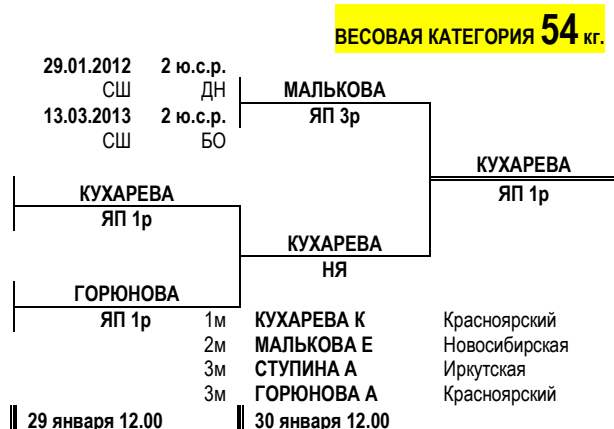 ВЕСОВАЯ КАТЕГОРИЯ 54 кг.
29.01.2012 2 ю.с.р.
СШ ДН МАЛЬКОВА
13.03.2013 2 ю.с.р. ЯП 3р
СШ БО
КУХАРЕВА
ЯП 1р
КУХАРЕВА
ЯП 1р
КУХАРЕВА
НЯ
ГОРЮНОВА
ЯП 1р
1м КУХАРЕВА К Красноярский
2м МАЛЬКОВА Е Новосибирская
3м СТУПИНА А Иркутская
3м ГОРЮНОВА А Красноярский
29 января 12.00 30 января 12.00